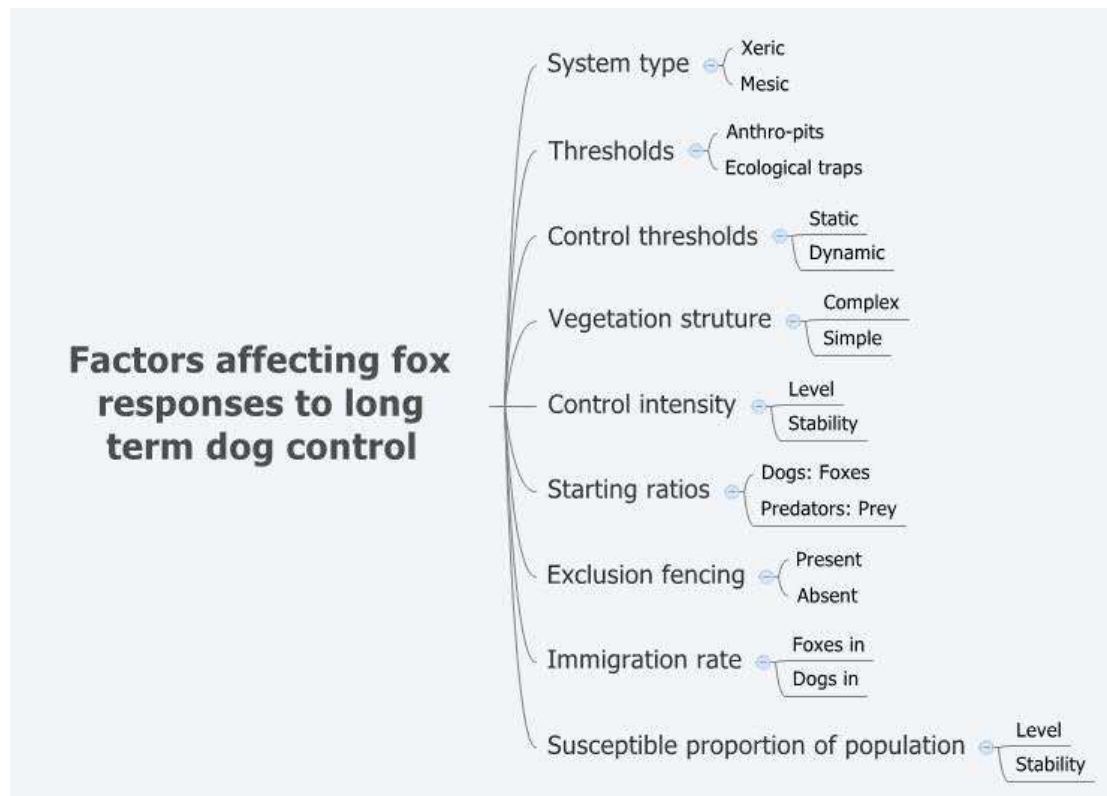 Factors affecting fox
responses to long
term dog control
System type
Xeric
Mesic
Thresholds
Anthro-pits
Ecological traps
Control thresholds
Static
Dynamic
Vegetation struture
Complex
Simple
Control intensity
Level
Stability
Starting ratios
Dogs: Foxes
Predators: Prey
Exclusion fencing
Present
Absent
Immigration rate
Foxes in
Dogs in
Susceptible proportion of population
Level
Stability